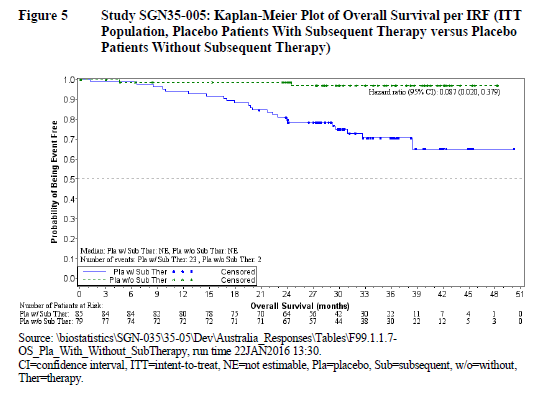 Figure 5 Study SGN35-005: Kaplan-Meier Plot of Overall Survival per IRF (ITT
Population, Placebo Patients With Subsequent Therapy versus Placebo
Patients Without Subsequent Therapy)
Probability of Being Event Free
1.0
0.9
0.8
0.7
0.6
0.5
0.4
0.3
0.2
0.1
0.0
Hazard ratio (95% CI): 0.087 (0.020, 0.379)
Median: Pla w/ Sub Ther: NE, Pla w/o Sub Ther: NE
Number of events: Pla w/ Sub Ther: 23 , Pla w/o Sub Ther: 2
Pla w/ Sub Ther Censored
Pla w/o Sub Ther Censored
0 3 6 9 12 15 18 21 24 27 30 33 36 39 42 45 48 51
Overall Survival (months)
Number of Patients at Risk:
Pla w/ Sub Ther: 85 84 84 82 80 78 75 70 64 56 42 30 22 11 7 4 1 0
Pla w/o Sub Ther: 79 77 74 72 72 72 71 71 67 57 44 38 30 22 12 5 3 0
Source: \biostatistics\SGN-035\35-05\Dev\Australia_Responses\Tables\F99.1.1.7-
OS_Pla_With_Without_SubTherapy, run time 22JAN2016 13:30.
CI=confidence interval, ITT=intent-to-treat, NE=not estimable, Pla=placebo, Sub=subsequent, w/o=without,
Ther=therapy.